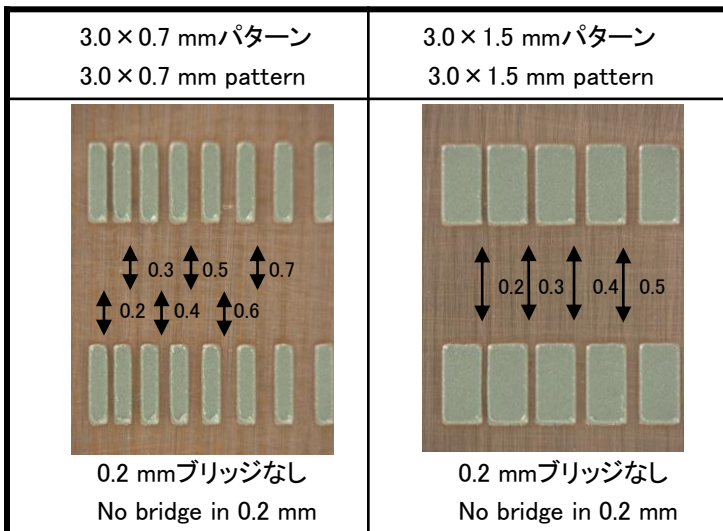 3.0×0.7 mmパターン
3.0×0.7 mm pattern
3.0×1.5 mmパターン
3.0×1.5 mm pattern
0.3 0.5 0.7
0.2 0.4 0.6
0.2 0.3 0.4 0.5
0.2 mmブリッジなし
No bridge in 0.2 mm
0.2 mmブリッジなし
No bridge in 0.2 mm